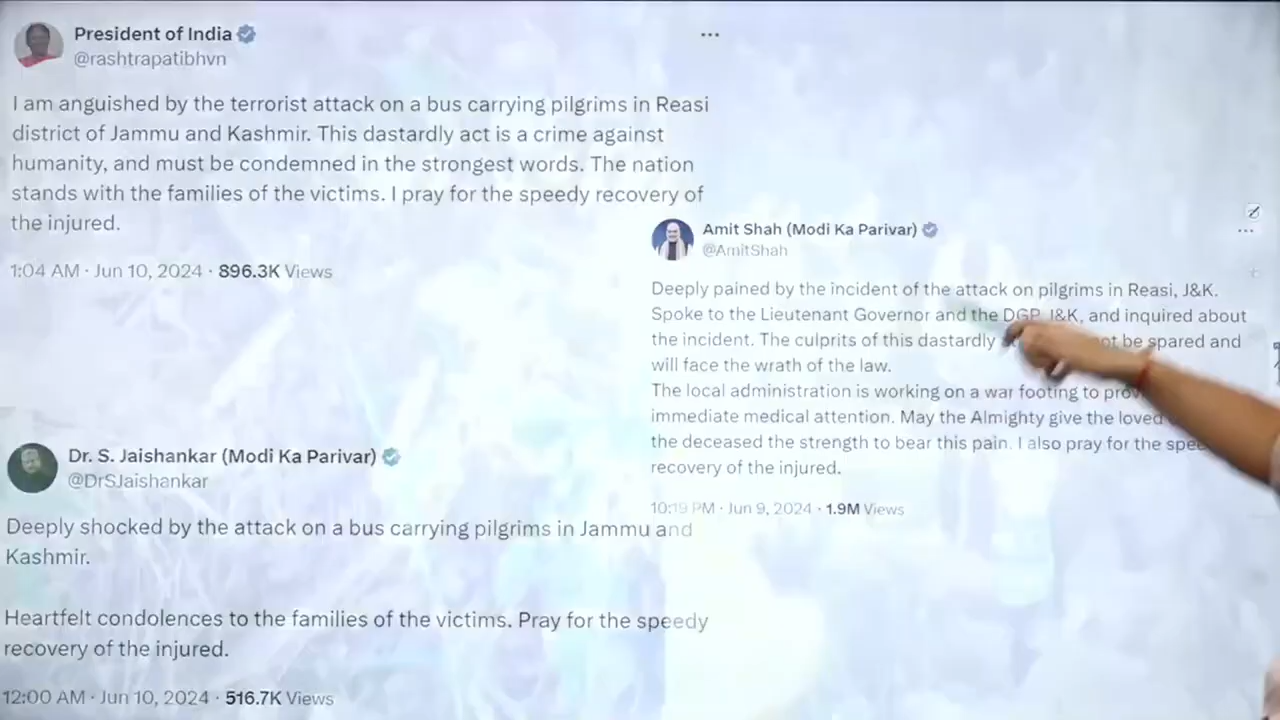 President of India
@rashtrapatibhvn
I am anguished by the terrorist attack on a bus carrying pilgrims in Reasi
district of Jammu and Kashmir. This dastardly act is a crime against
humanity, and must be condemned in the strongest words. The nation
stands with the families of the victims. I pray for the speedy recovery of
the injured.
1:04 AM · Jun 10, 2024 · 896.3K Views
Amit Shah (Modi Ka Parivar)
@AmitShah
Deeply pained by the incident of the attack on pilgrims in Reasi, J&K.
Spoke to the Lieutenant Governor and the DGP, J&K, and inquired about
the incident. The culprits of this dastardly not be spared and
will face the wrath of the law.
The local administration is working on a war footing to
immediate medical attention. May the Almighty give the loved
the deceased the strength to bear this pain. I also pray for the
recovery of the injured.
10:19 PM · Jun 9, 2024 · 1.9M Views
Dr. S. Jaishankar (Modi Ka Parivar)
@DrSJaishankar
Deeply shocked by the attack on a bus carrying pilgrims in Jammu and
Kashmir.
Heartfelt condolences to the families of the victims. Pray for the speedy
recovery of the injured.
12:00 AM · Jun 10, 2024 · 516.7K Views